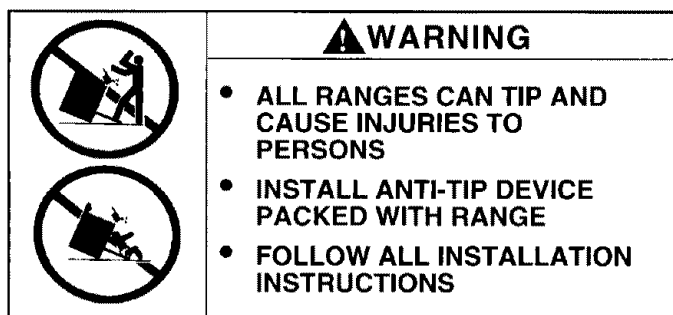 WARNING
• ALL RANGES CAN TIP AND
CAUSE INJURIES TO
PERSONS
• INSTALL ANTI-TIP DEVICE
PACKED WITH RANGE
• FOLLOW ALL INSTALLATION
INSTRUCTIONS